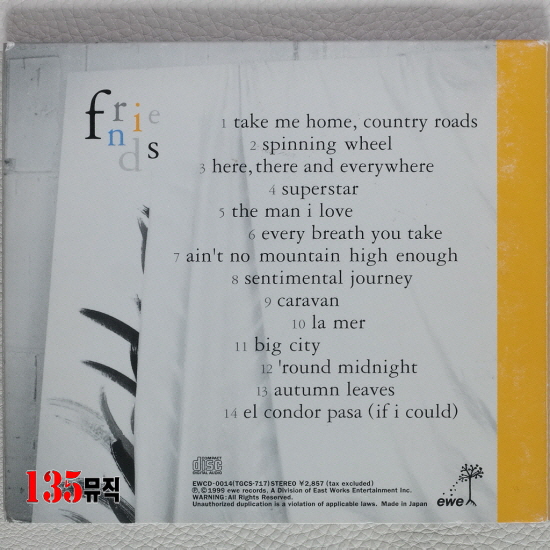 friends
1 take me home, country roads
2 spinning wheel
3 here, there and everywhere
4 superstar
5 the man i love
6 every breath you take
7 ain't no mountain high enough
8 sentimental journey
9 caravan
10 la mer
11 big city
12 'round midnight
13 autumn leaves
14 el condor pasa (if i could)
COMPACT
disc
DIGITAL AUDIO
EWCD-0014(TGCS-717)STEREO ¥2,857 (tax excluded)
Ⓟ,©1999 ewe records, A Division of East Works Entertainment Inc.
WARNING: All Rights Reserved.
Unauthorized duplication is a violation of applicable laws. Made in Japan
ewe
135뮤직